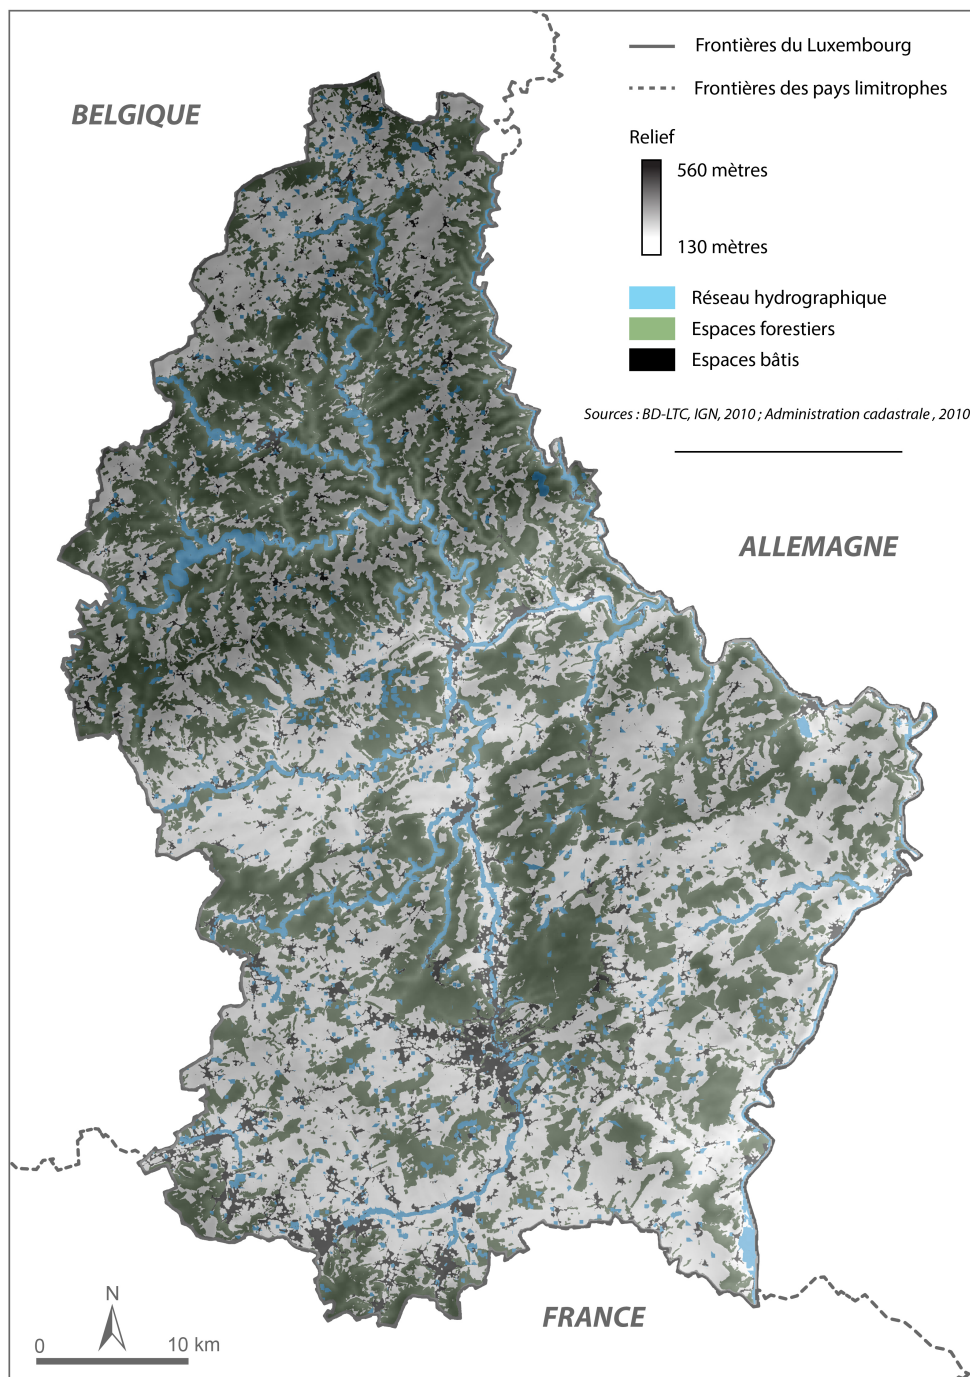 Frontières du Luxembourg
BELGIQUE
Frontières des pays limitrophes
Relief
560 mètres
130 mètres
Réseau hydrographique
Espaces forestiers
Espaces bâtis
Sources : BD-LTC, IGN, 2010 ; Administration cadastrale , 2010
ALLEMAGNE
N
FRANCE
0 10 km